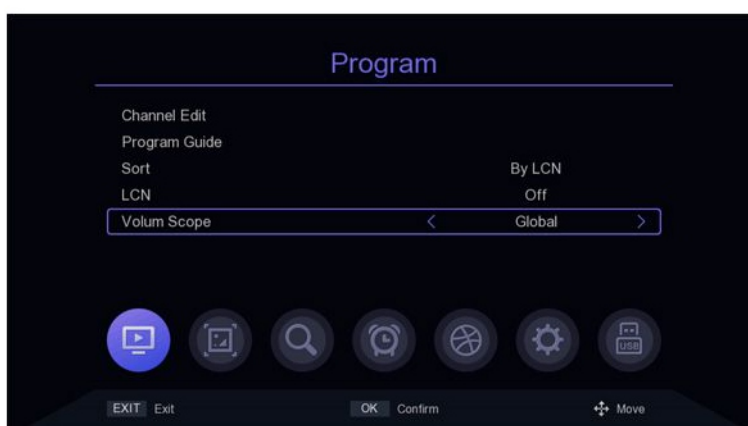 Program
Channel Edit
Program Guide
Sort By LCN
LCN Off
Volum Scope < Global >
USB
EXIT Exit OK Confirm Move